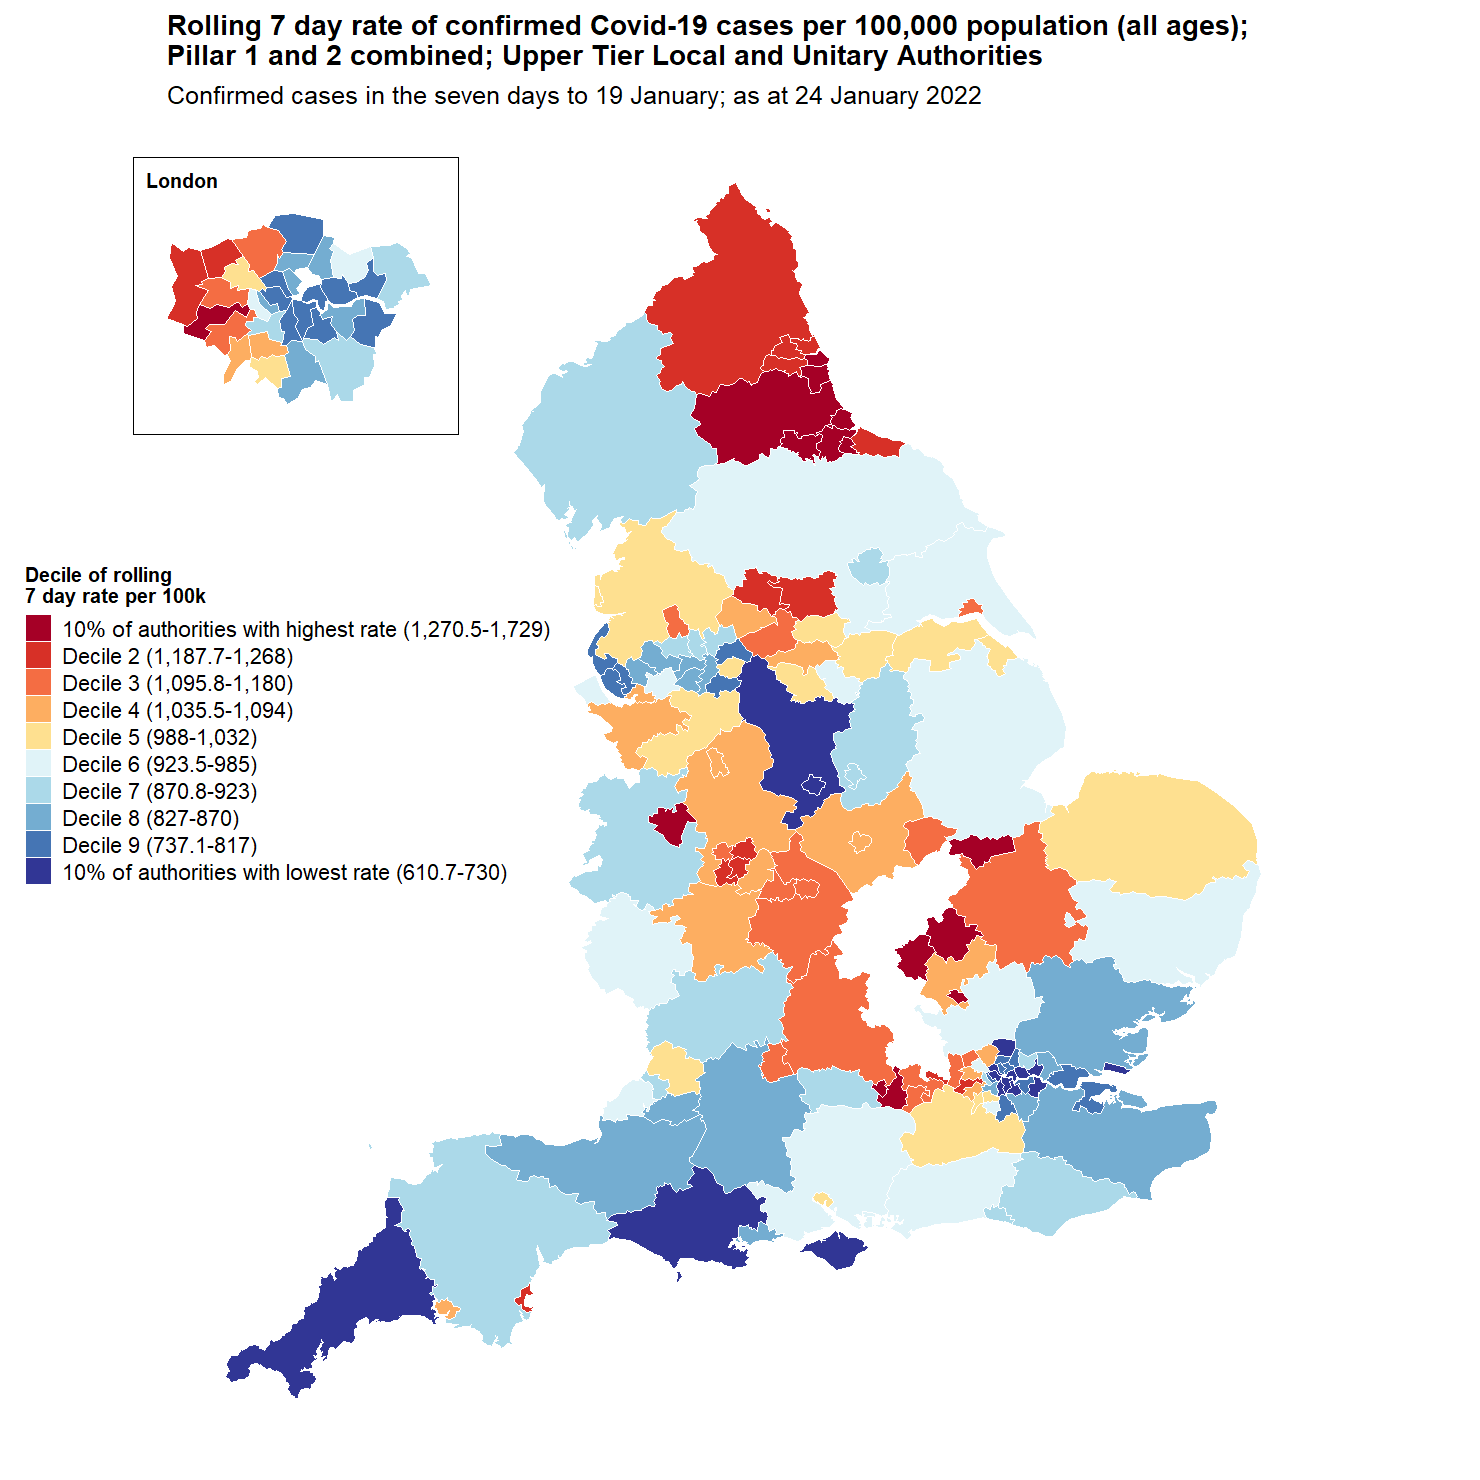 Rolling 7 day rate of confirmed Covid-19 cases per 100,000 population (all ages);
Pillar 1 and 2 combined; Upper Tier Local and Unitary Authorities
Confirmed cases in the seven days to 19 January; as at 24 January 2022
London
Decile of rolling
7 day rate per 100k
10% of authorities with highest rate (1,270.5-1,729)
Decile 2 (1,187.7-1,268)
Decile 3 (1,095.8-1,180)
Decile 4 (1,035.5-1,094)
Decile 5 (988-1,032)
Decile 6 (923.5-985)
Decile 7 (870.8-923)
Decile 8 (827-870)
Decile 9 (737.1-817)
10% of authorities with lowest rate (610.7-730)